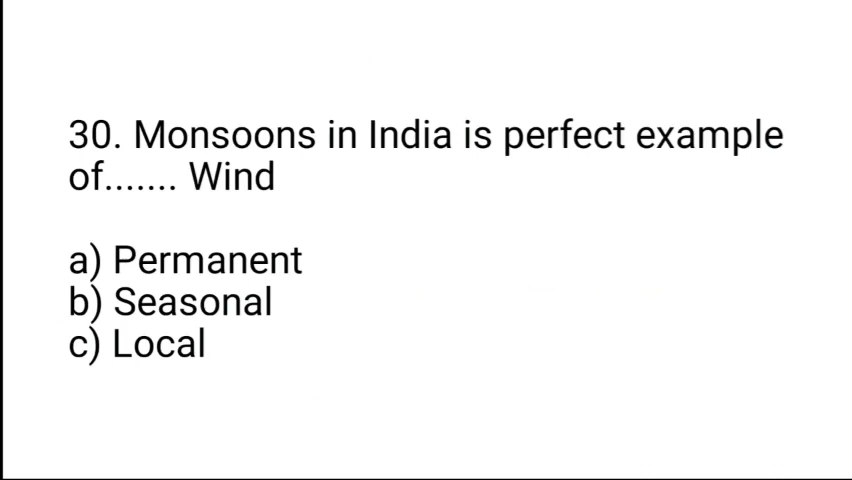 30. Monsoons in India is perfect example
of....... Wind
a) Permanent
b) Seasonal
c) Local